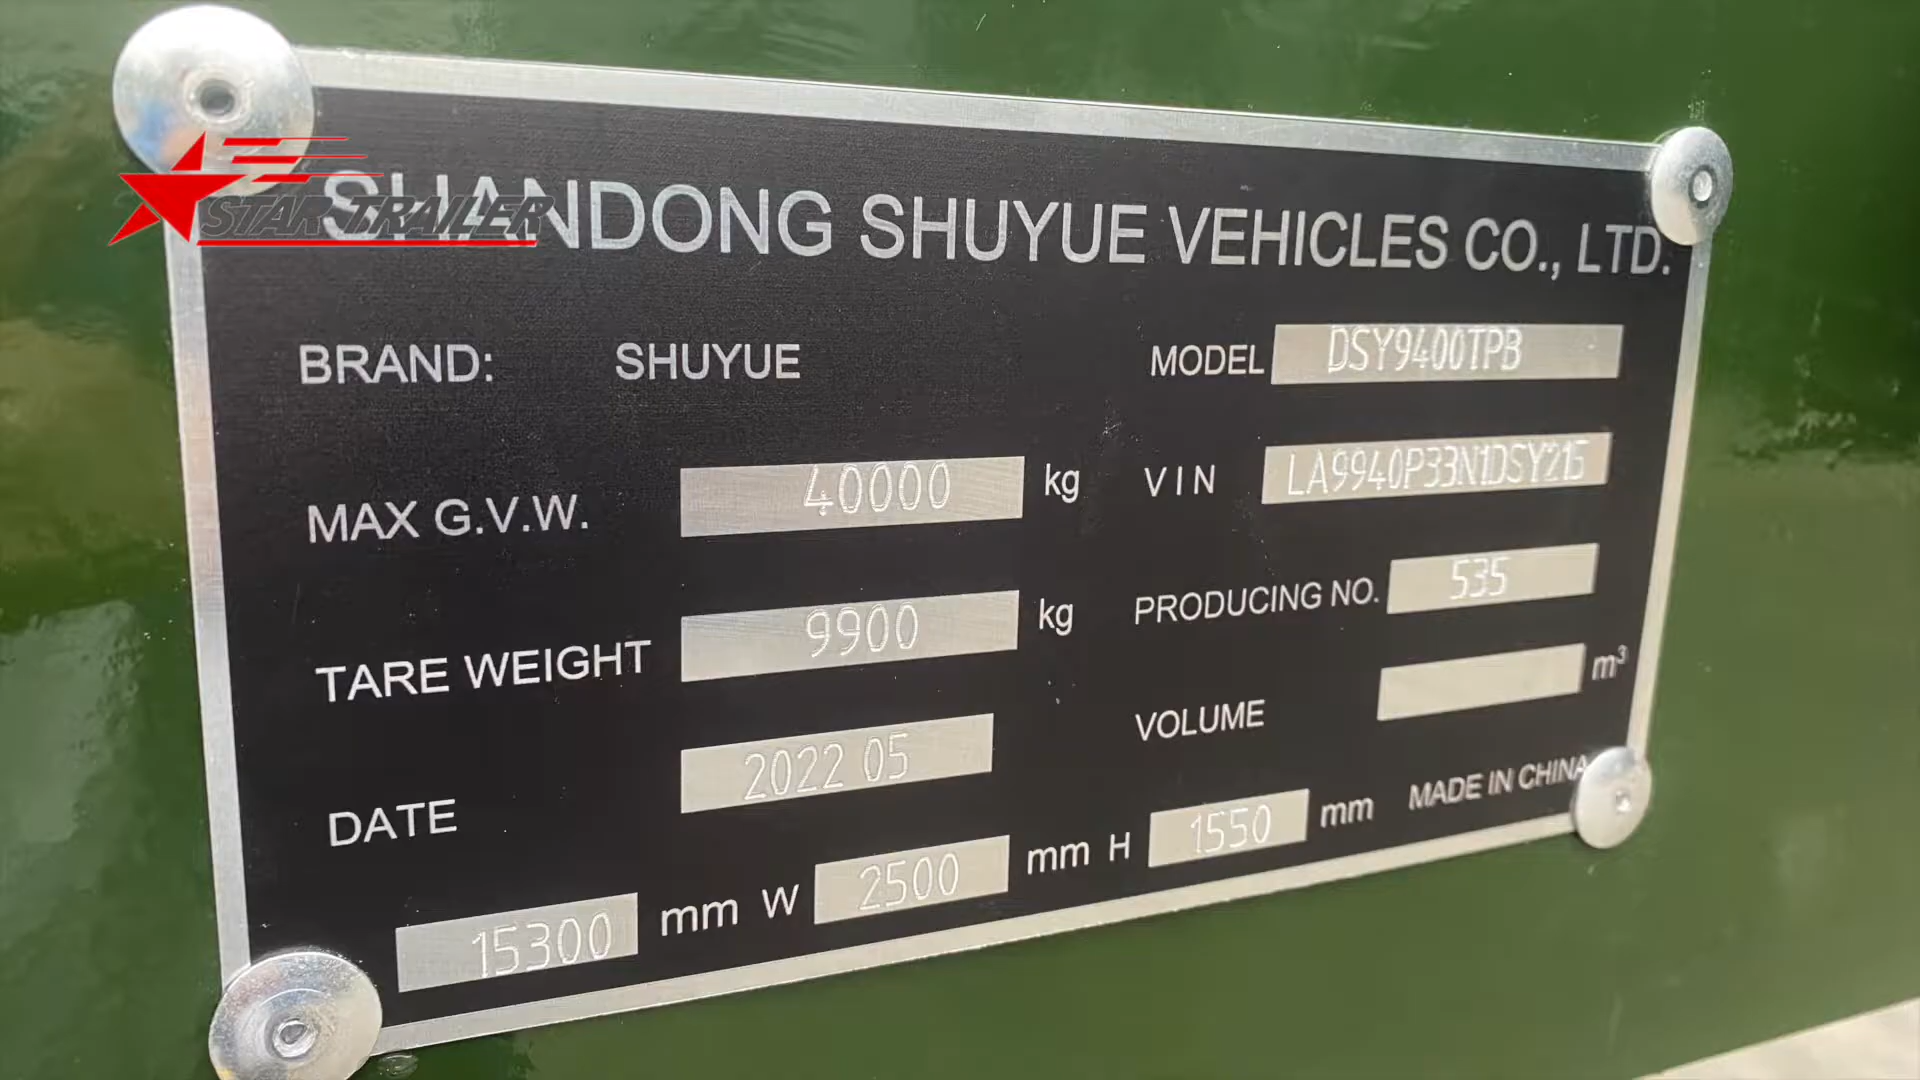 STAR TRAILER
SHANDONG SHUYUE VEHICLES CO., LTD.
BRAND: SHUYUE MODEL DSY9400TPB
MAX G.V.W. 40000 kg VIN LA9940P33N1DSY215
TARE WEIGHT 9900 kg PRODUCING NO. 535
DATE 2022 05 VOLUME m³
15300 mm W 2500 mm H 1550 mm MADE IN CHINA